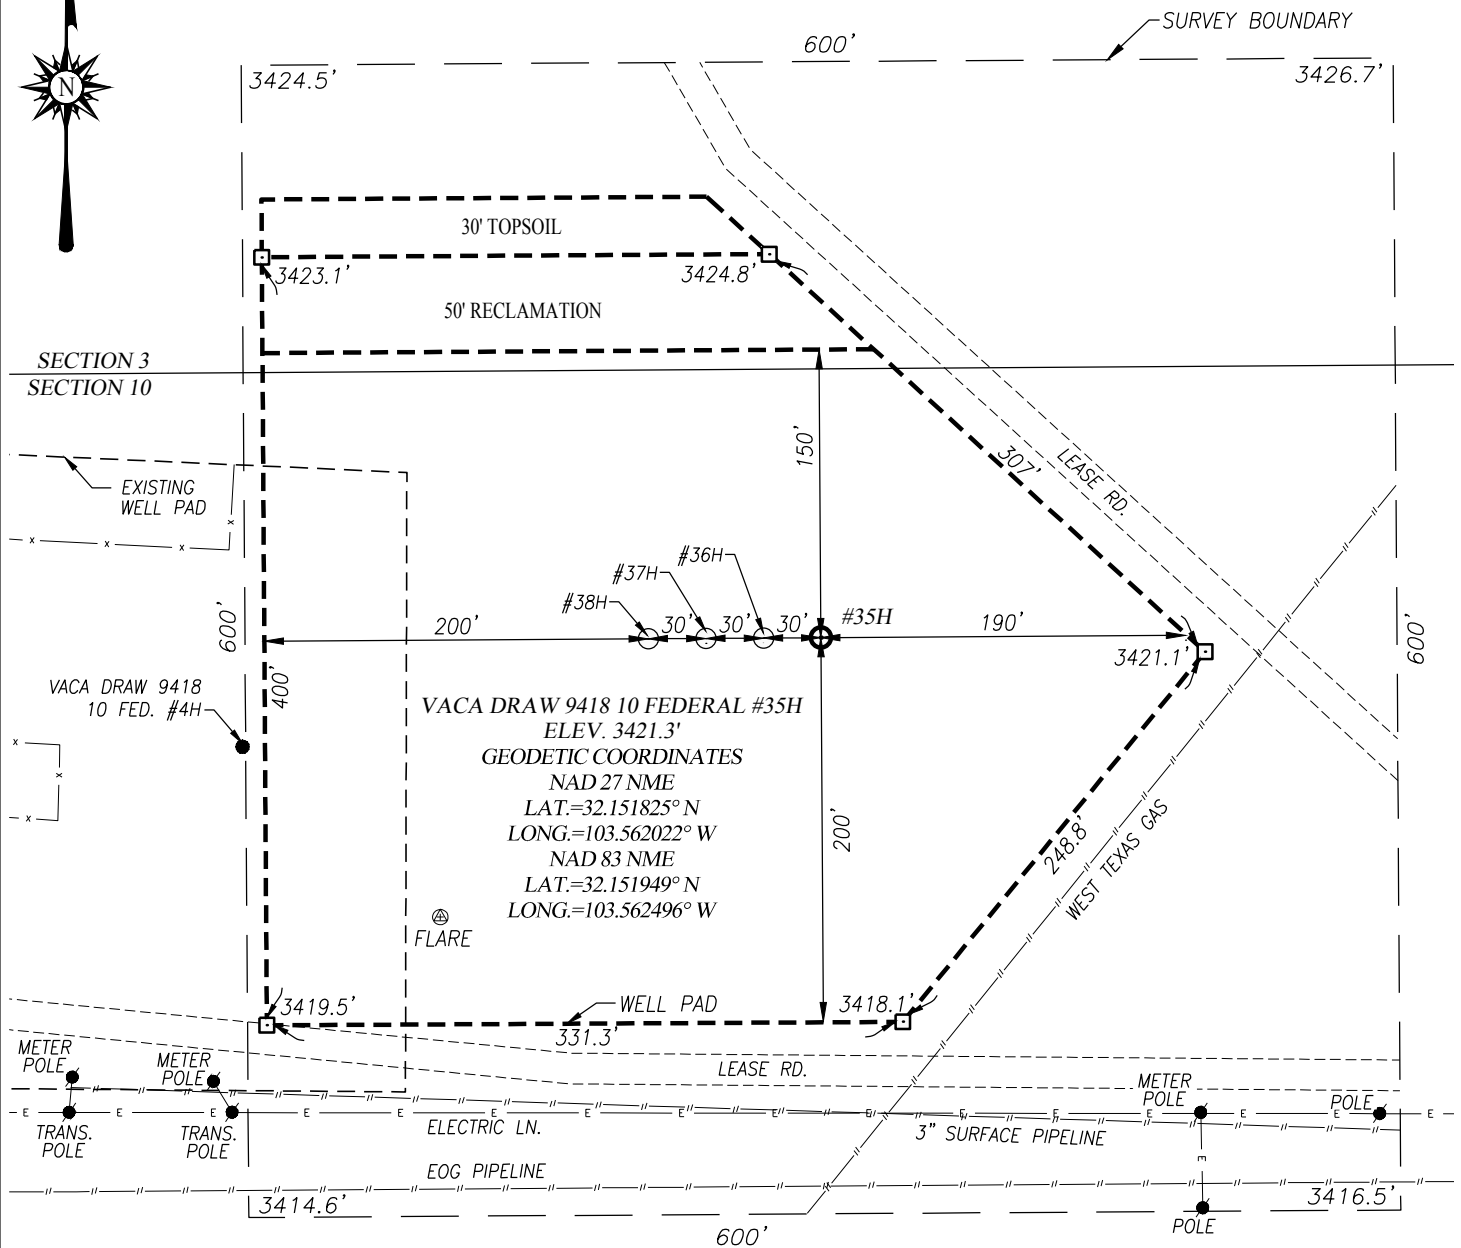 SURVEY BOUNDARY
600'
3424.5'
3426.7'
N
30' TOPSOIL
3423.1'
3424.8'
50' RECLAMATION
SECTION 3
SECTION 10
150'
307'
LEASE RD.
EXISTING
WELL PAD
#36H
#37H
#38H
30'
30'
30'
#35H
200'
190'
600'
600'
3421.1'
400'
VACA DRAW 9418
10 FED. #4H
VACA DRAW 9418 10 FEDERAL #35H
ELEV. 3421.3'
GEODETIC COORDINATES
NAD 27 NME
LAT.=32.151825° N
LONG.=103.562022° W
NAD 83 NME
LAT.=32.151949° N
LONG.=103.562496° W
200'
248.8'
WEST TEXAS GAS
FLARE
3419.5'
WELL PAD
3418.1'
331.3'
METER
POLE
METER
POLE
LEASE RD.
METER
POLE
POLE
TRANS.
POLE
TRANS.
POLE
ELECTRIC LN.
3" SURFACE PIPELINE
EOG PIPELINE
3414.6'
3416.5'
POLE
600'